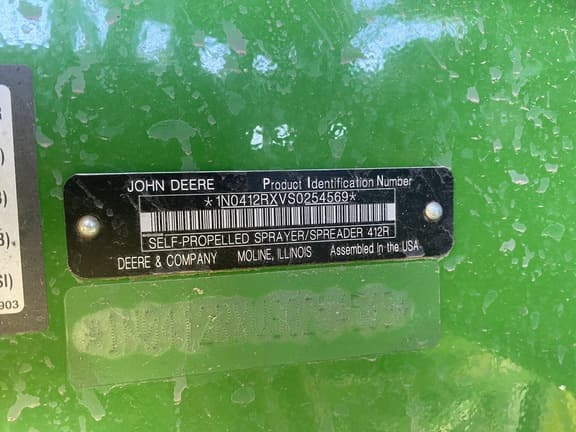 JOHN DEERE Product Identification Number
*1N0412RXVS0254569*
SELF-PROPELLED SPRAYER/SPREADER 412R
DEERE & COMPANY MOLINE, ILLINOIS Assembled in the USA
903